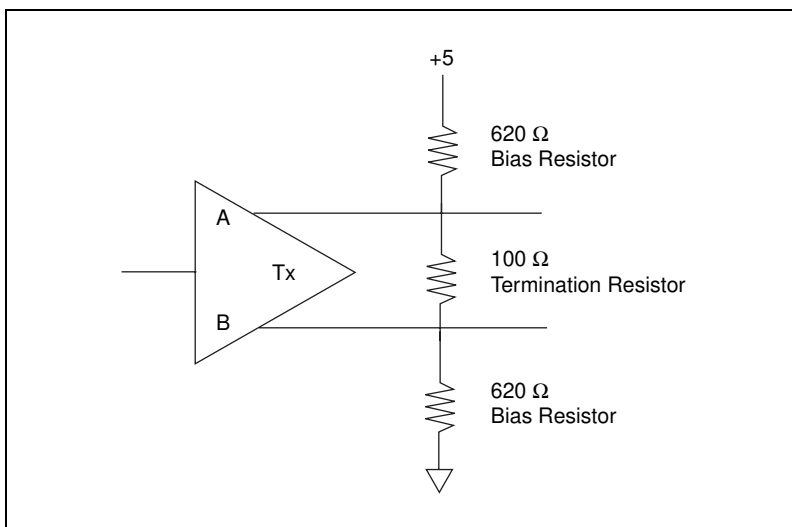 +5
620 Ω
Bias Resistor
A
100 Ω
Tx
Termination Resistor
B
620 Ω
Bias Resistor